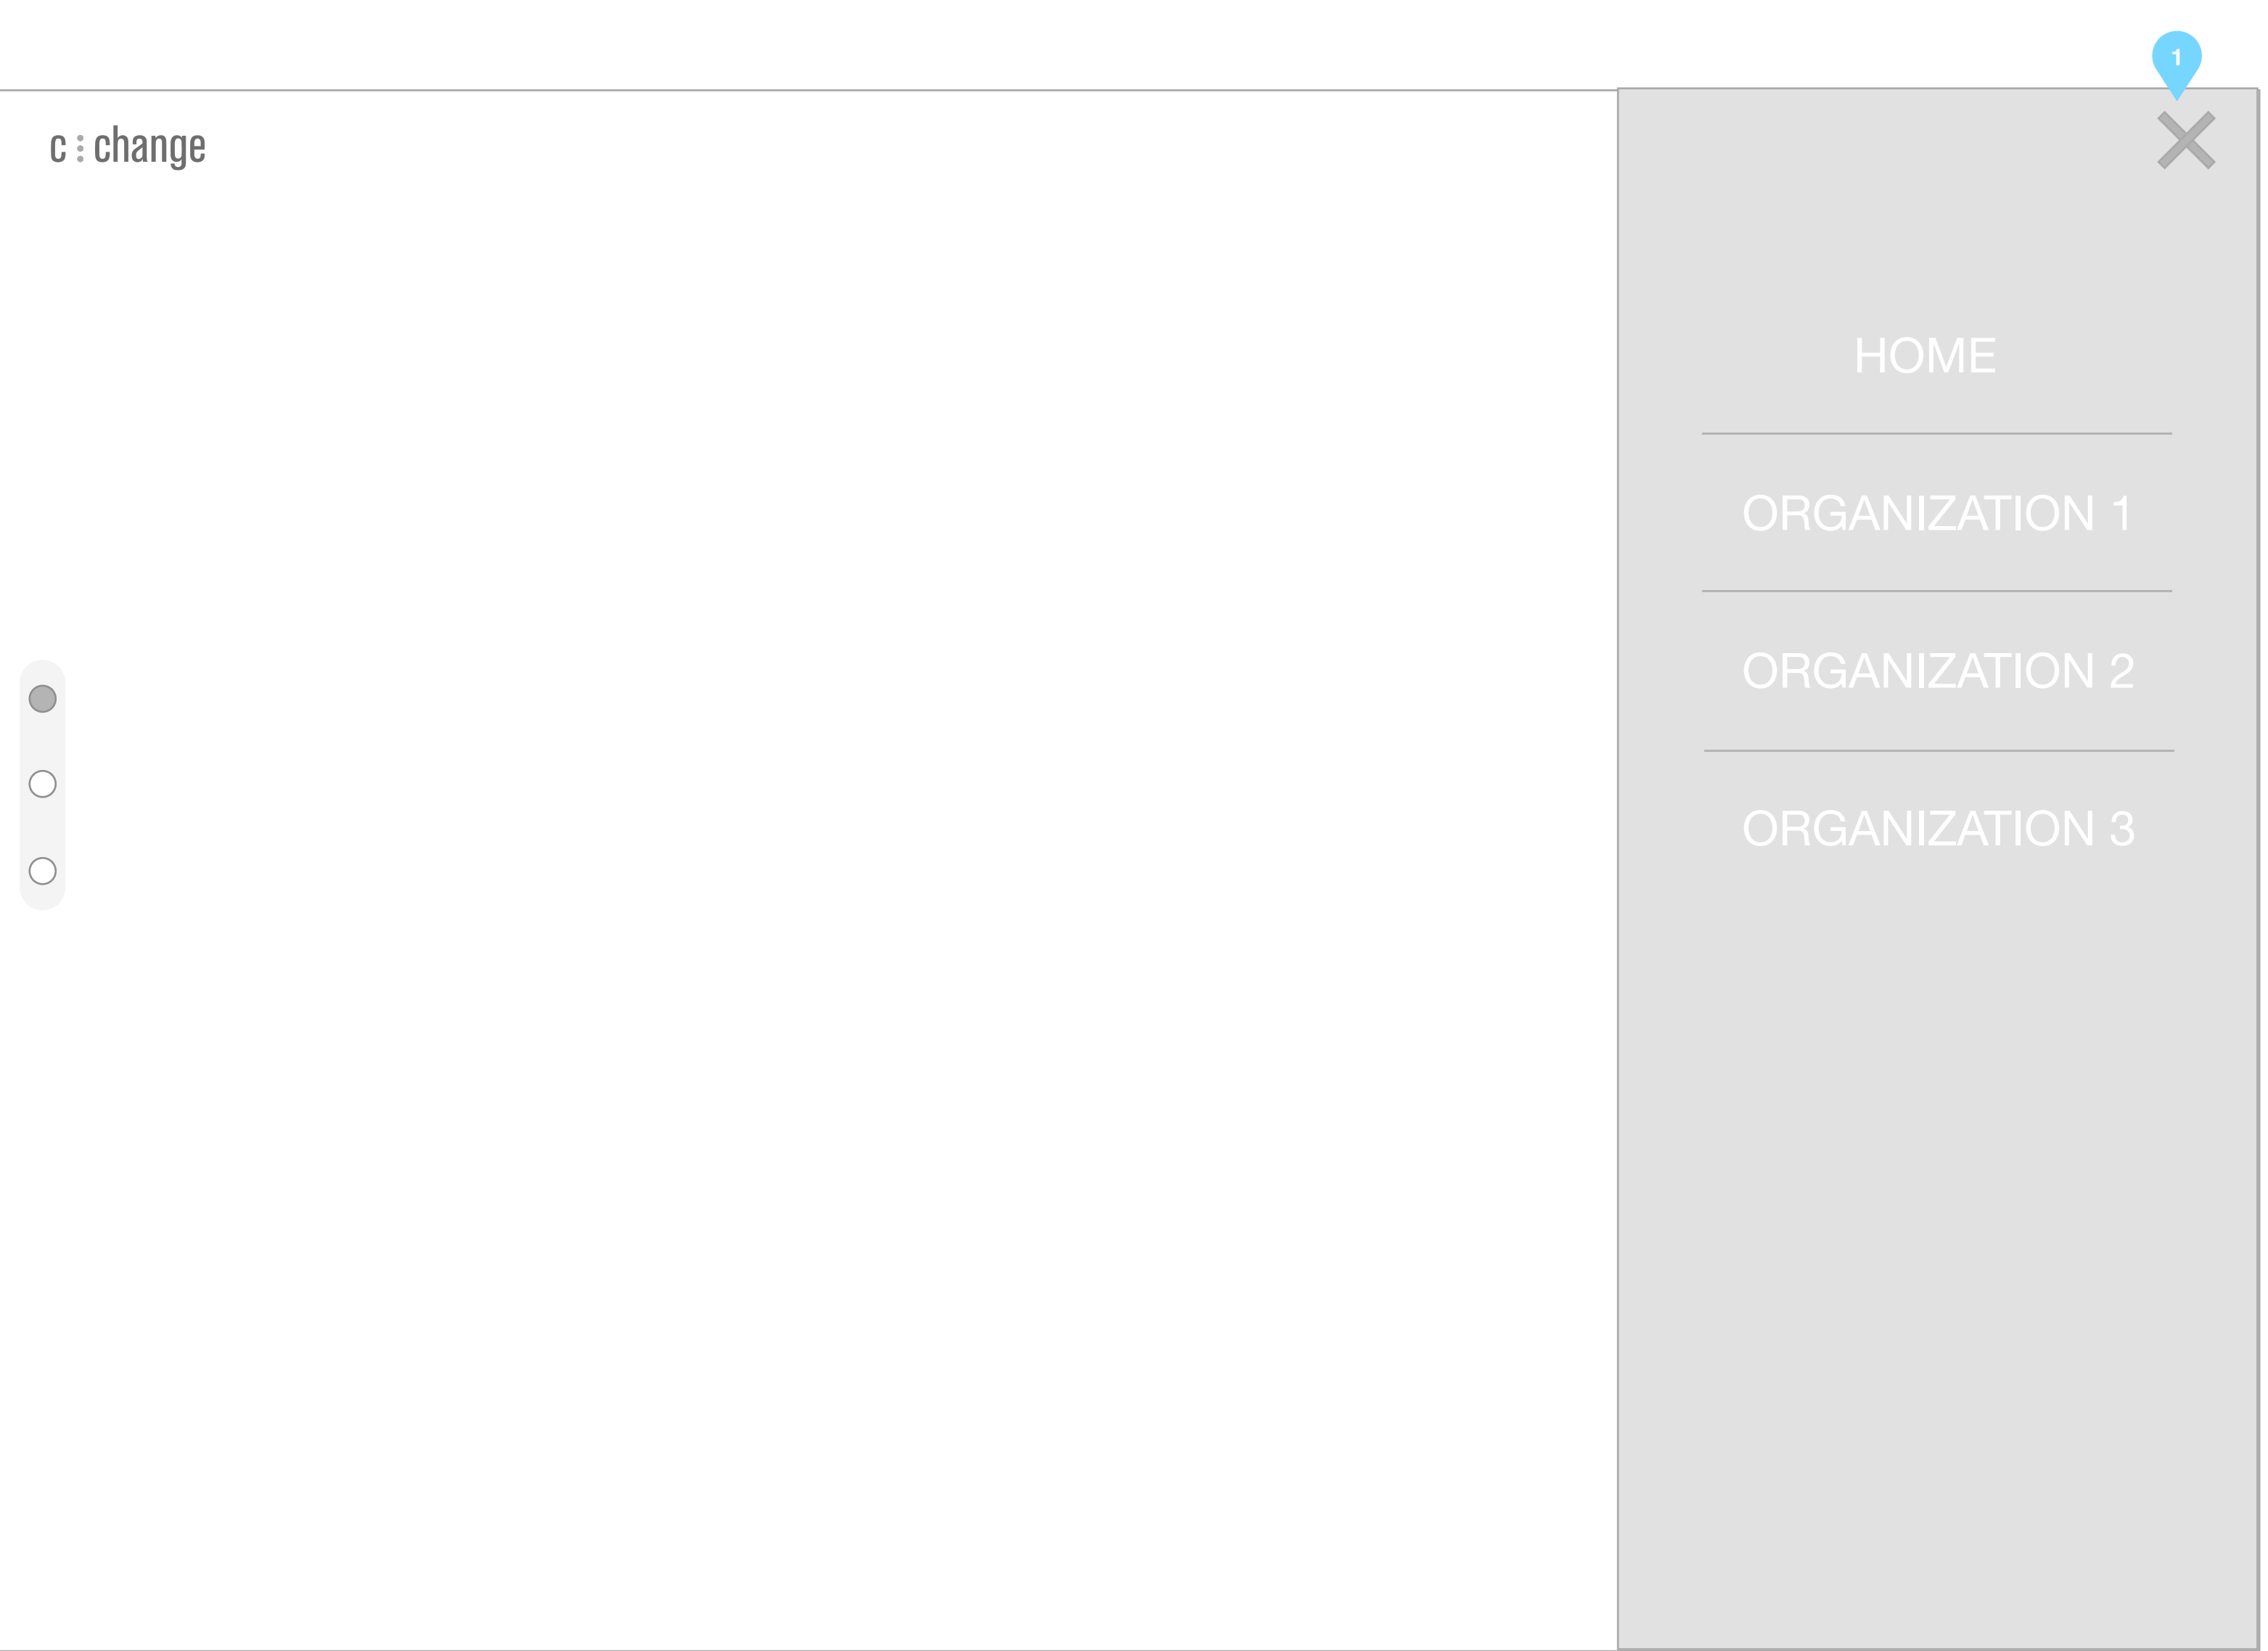 1
c:change
HOME
ORGANIZATION 1
ORGANIZATION 2
ORGANIZATION 3